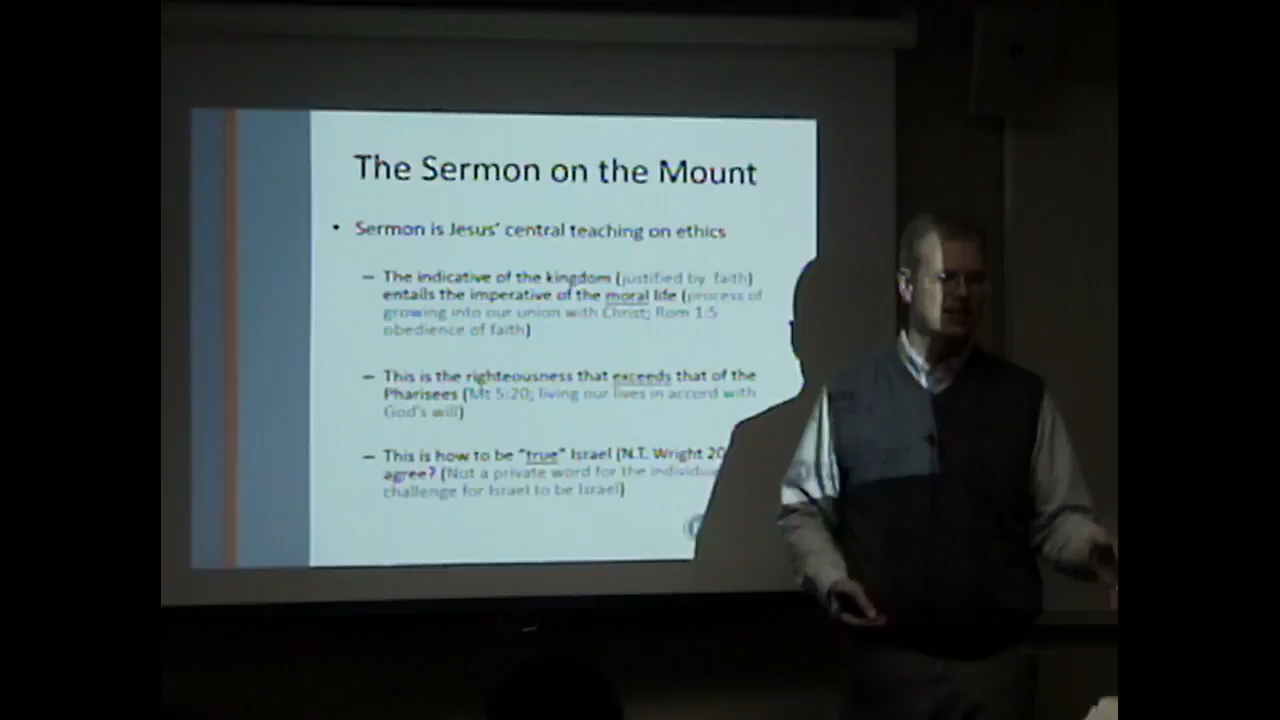 The Sermon on the Mount
• Sermon is Jesus' central teaching on ethics
– The indicative of the kingdom (justified by faith)
entails the imperative of the moral life (process of
growing into our union with Christ; Rom 1:5
obedience of faith)
– This is the righteousness that exceeds that of the
Pharisees (Mt 5:20; living our lives in accord with
God's will)
– This is how to be "true" Israel (N.T. Wright 20
agree? (Not a private word for the individual
challenge for Israel to be Israel)